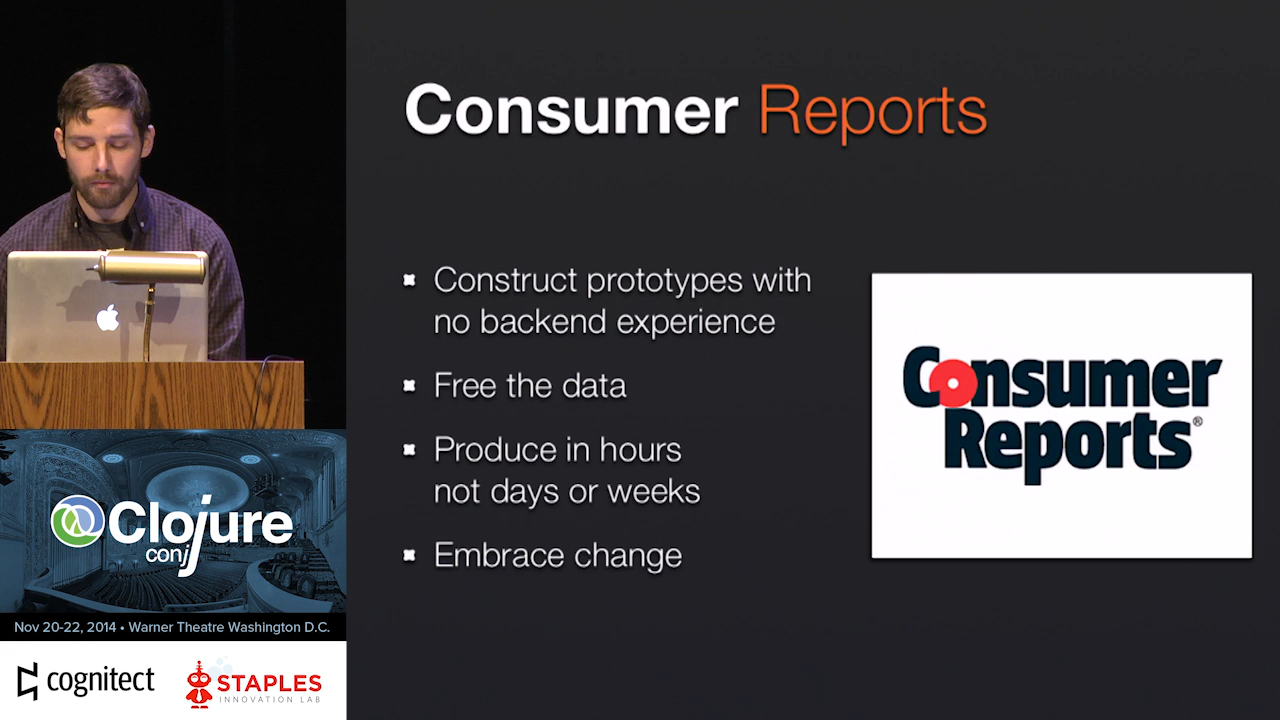 Consumer Reports
Construct prototypes with
no backend experience
Free the data
Produce in hours
not days or weeks
Embrace change
Consumer
Reports®
Clojure
conj
Nov 20-22, 2014 • Warner Theatre Washington D.C.
cognitect
STAPLES
INNOVATION LAB